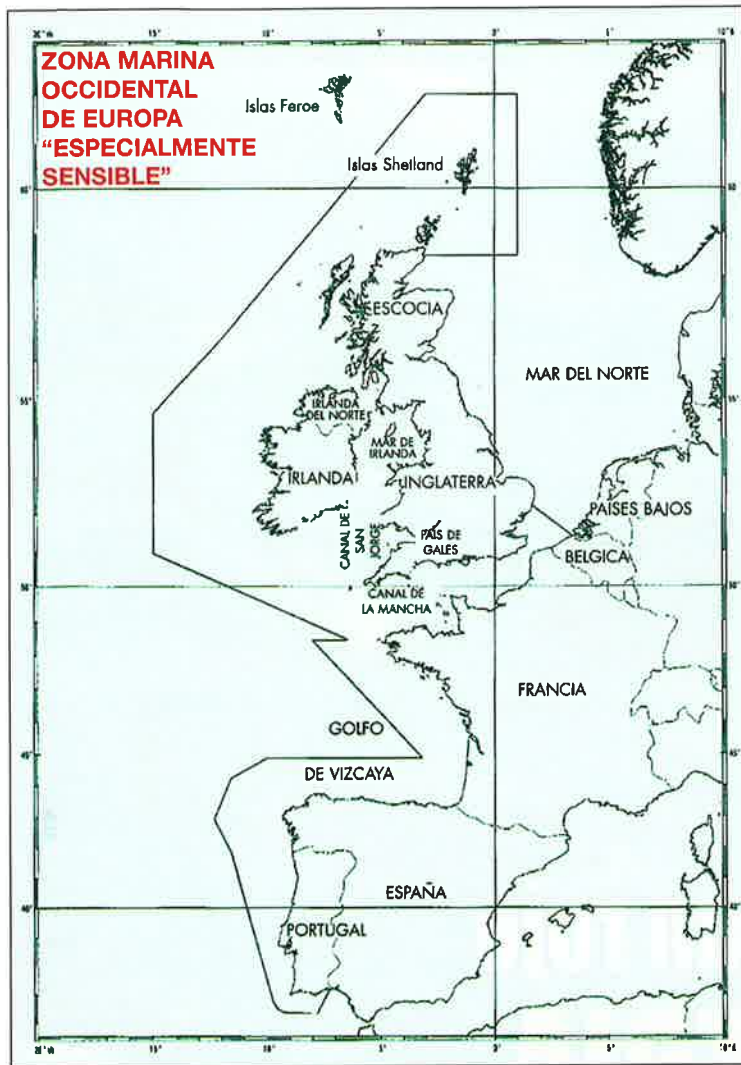 ZONA MARINA
OCCIDENTAL
DE EUROPA
“ESPECIALMENTE
SENSIBLE”
Islas Feroe
Islas Shetland
ESCOCIA
MAR DEL NORTE
IRLANDA
DEL NORTE
MAR DE
IRLANDA
IRLANDA
INGLATERRA
PAISES BAJOS
CANAL DE
SAN
JORGE
PAIS DE
GALES
BELGICA
CANAL DE
LA MANCHA
FRANCIA
GOLFO
DE VIZCAYA
ESPAÑA
PORTUGAL